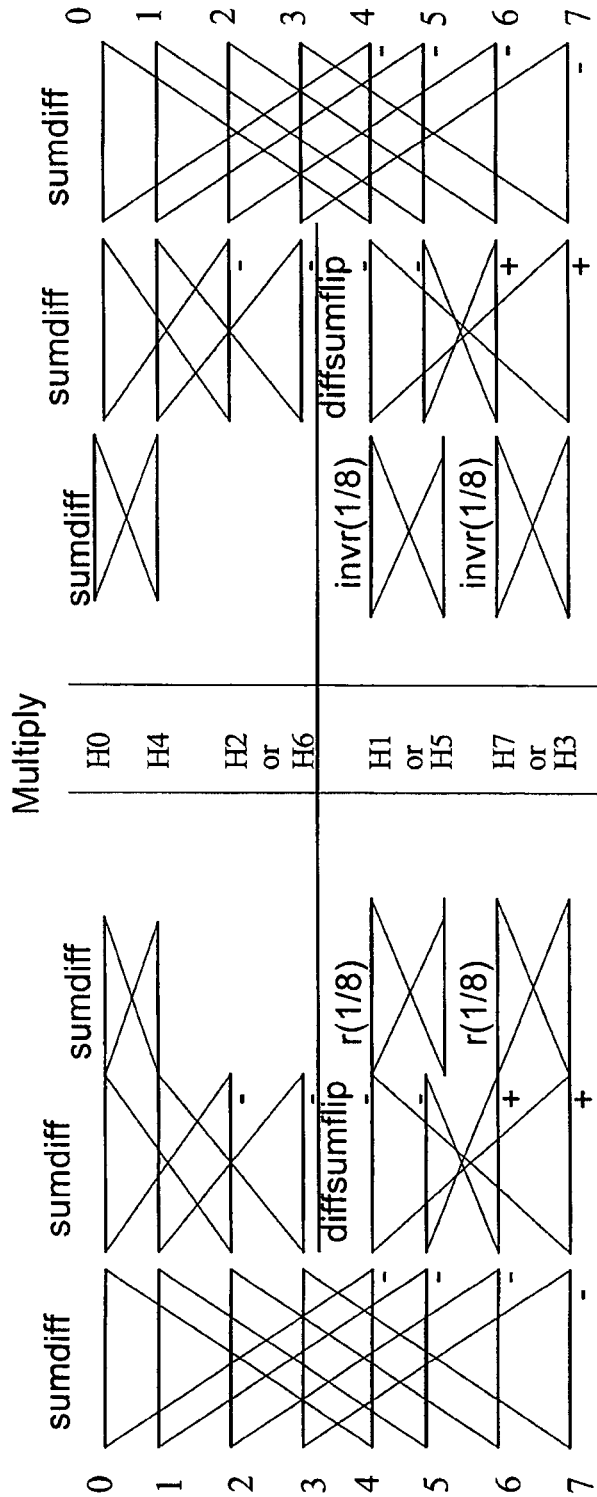 Multiply
sumdiff sumdiff sumdiff sumdiff sumdiff sumdiff
0 H0 0
1 H4 1
2 - H2 - 2
or
3 - H6 - 3
diffsumflip r(1/8) invr(1/8) diffsumflip
4 - - H1 - - 4
or
5 - - H5 - - 5
r(1/8) invr(1/8)
6 - + H7 + - 6
or
7 - + H3 + - 7